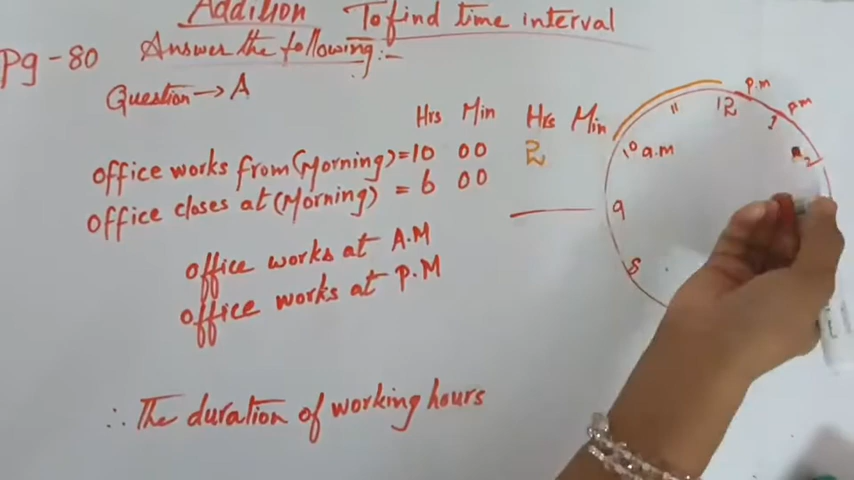 Addition To find time interval
Pg-80 Answer the following:-
Question → A
Hrs Min Hrs Min
office works from (Morning) = 10 00 2
office closes at (Morning) = 6 00
office works at A.M
office works at P.M
∴ The duration of working hours
p.m
12
p.m
11
1
10 a.m
2
9
8